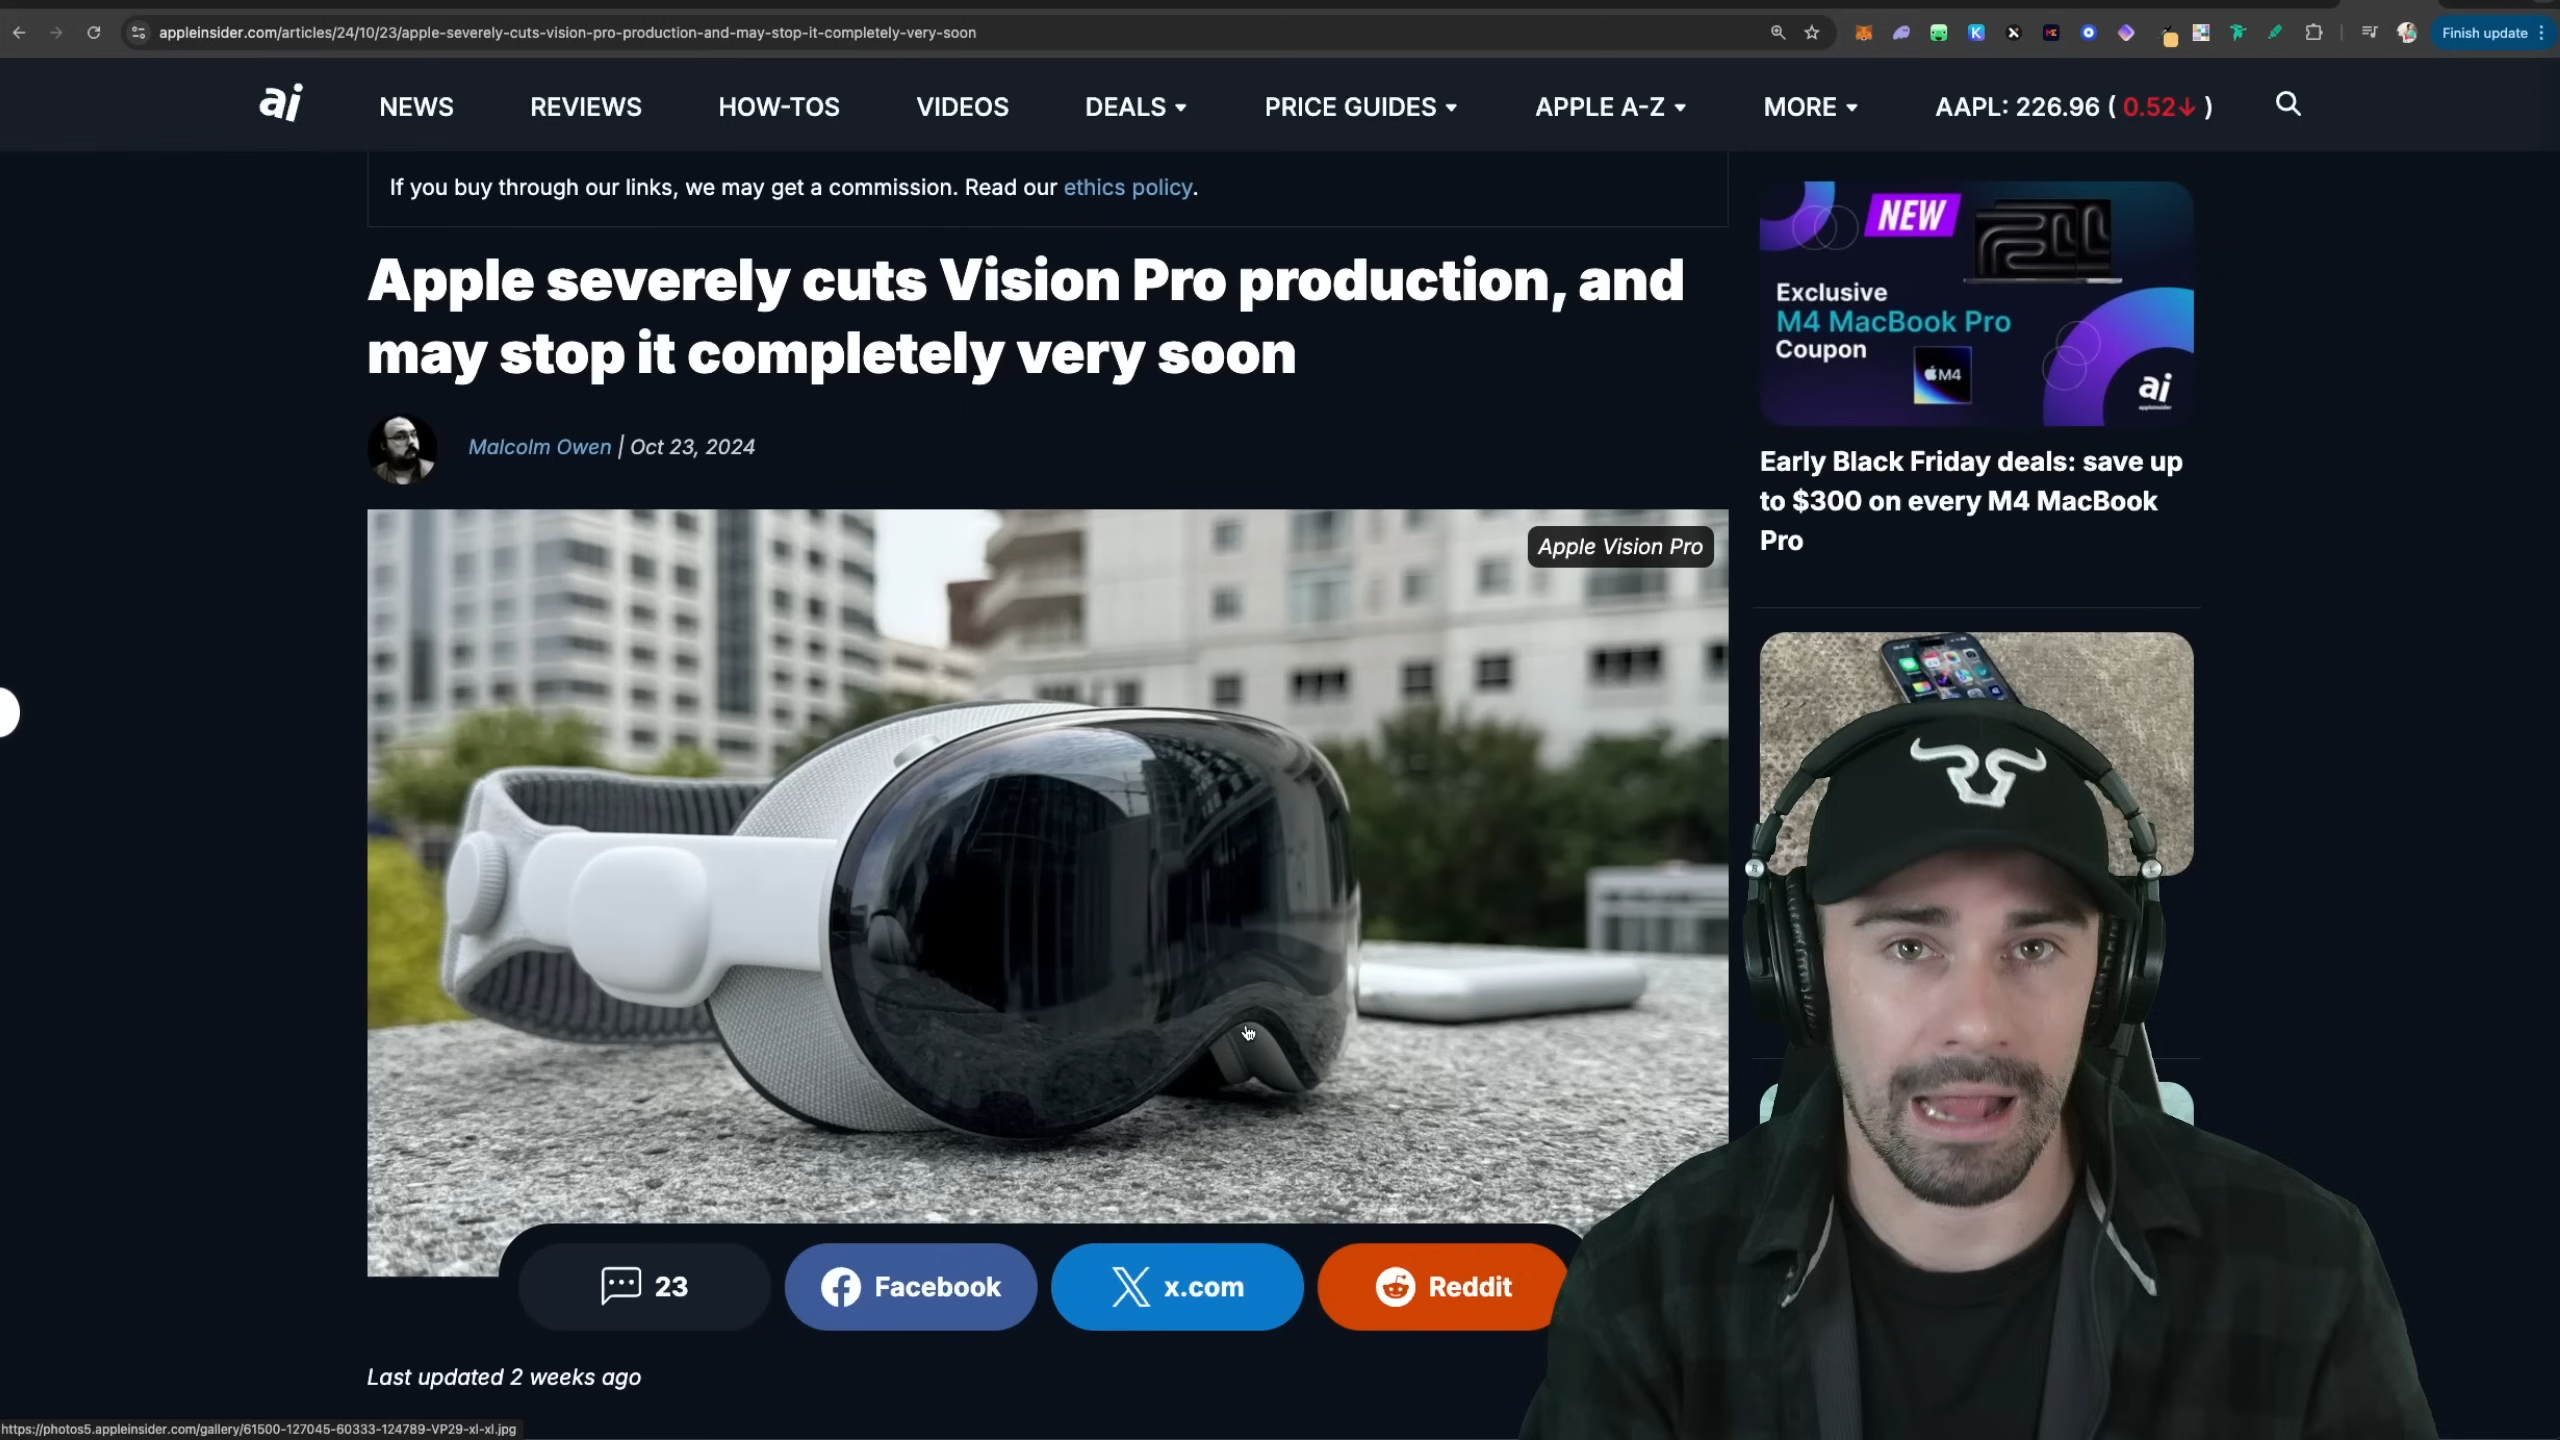 appleinsider.com/articles/24/10/23/apple-severely-cuts-vision-pro-production-and-may-stop-it-completely-very-soon
Finish update
ai
NEWS
REVIEWS
HOW-TOS
VIDEOS
DEALS
PRICE GUIDES
APPLE A-Z
MORE
AAPL: 226.96 ( 0.52↓ )
If you buy through our links, we may get a commission. Read our ethics policy.
Apple severely cuts Vision Pro production, and
may stop it completely very soon
Malcolm Owen | Oct 23, 2024
Apple Vision Pro
23
Facebook
x.com
Reddit
Last updated 2 weeks ago
NEW
Exclusive
M4 MacBook Pro
Coupon
M4
ai
appleinsider
Early Black Friday deals: save up
to $300 on every M4 MacBook
Pro
https://photos5.appleinsider.com/gallery/61500-127045-60333-124789-VP29-xl-xl.jpg